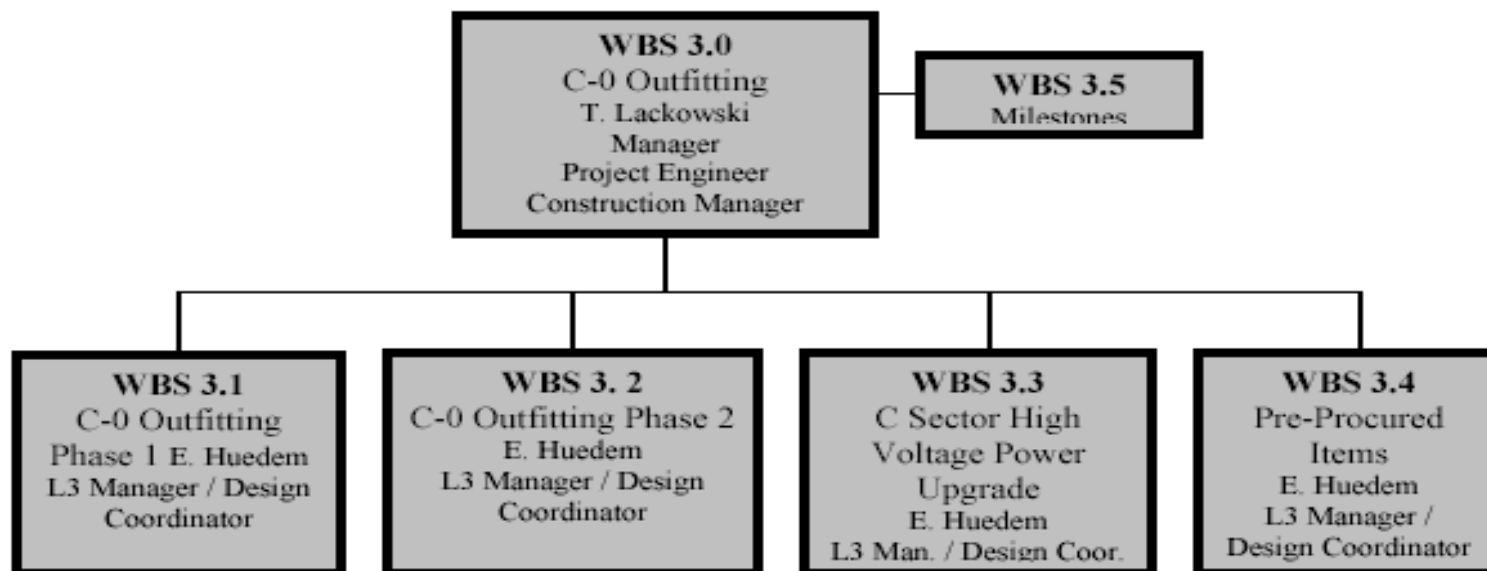 WBS 3.0
C-0 Outfitting
T. Lackowski
Manager
Project Engineer
Construction Manager
WBS 3.5
Milestones
WBS 3.1
C-0 Outfitting
Phase 1 E. Huedem
L3 Manager / Design
Coordinator
WBS 3. 2
C-0 Outfitting Phase 2
E. Huedem
L3 Manager / Design
Coordinator
WBS 3.3
C Sector High
Voltage Power
Upgrade
E. Huedem
L3 Man. / Design Coor.
WBS 3.4
Pre-Procured
Items
E. Huedem
L3 Manager /
Design Coordinator